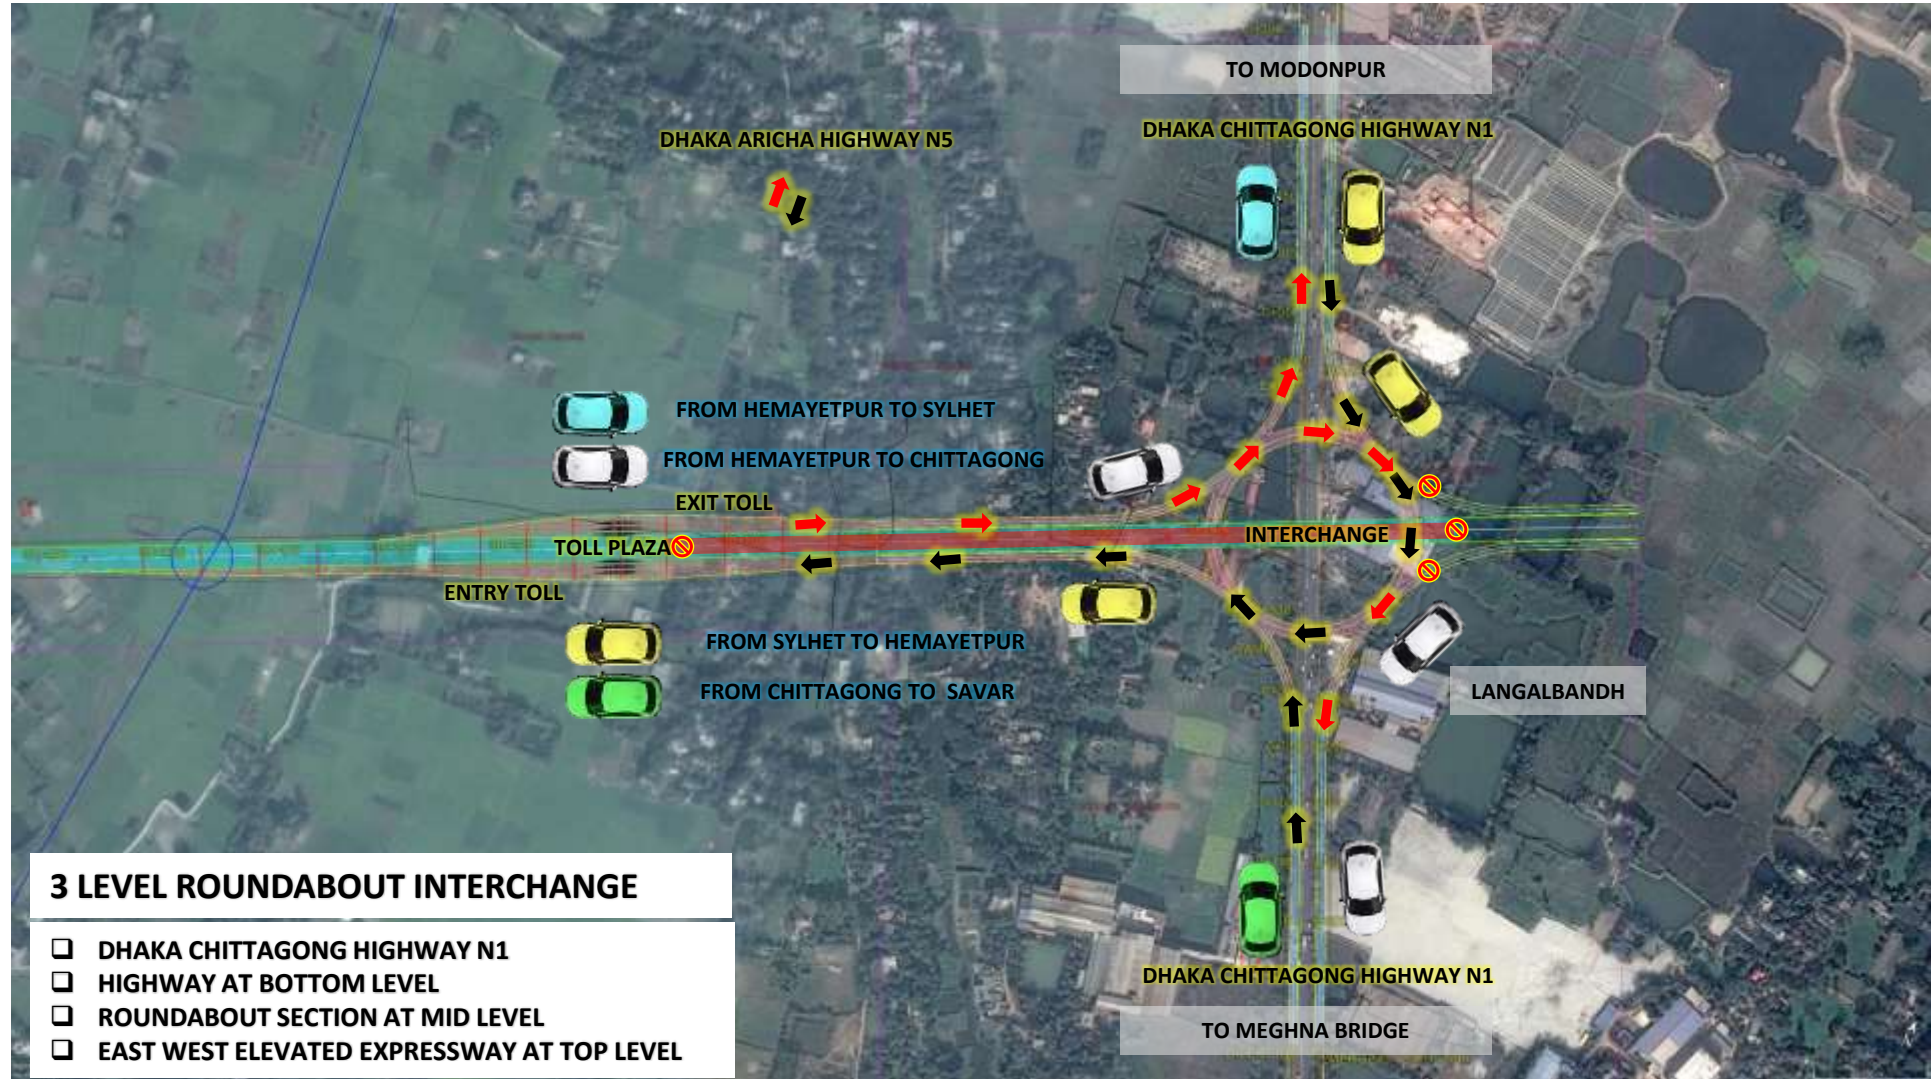 TO MODONPUR
DHAKA CHITTAGONG HIGHWAY N1
DHAKA ARICHA HIGHWAY N5
FROM HEMAYETPUR TO SYLHET
FROM HEMAYETPUR TO CHITTAGONG
EXIT TOLL
INTERCHANGE
TOLL PLAZA
ENTRY TOLL
FROM SYLHET TO HEMAYETPUR
FROM CHITTAGONG TO SAVAR
LANGALBANDH
3 LEVEL ROUNDABOUT INTERCHANGE
DHAKA CHITTAGONG HIGHWAY N1
HIGHWAY AT BOTTOM LEVEL
ROUNDABOUT SECTION AT MID LEVEL
EAST WEST ELEVATED EXPRESSWAY AT TOP LEVEL
DHAKA CHITTAGONG HIGHWAY N1
TO MEGHNA BRIDGE